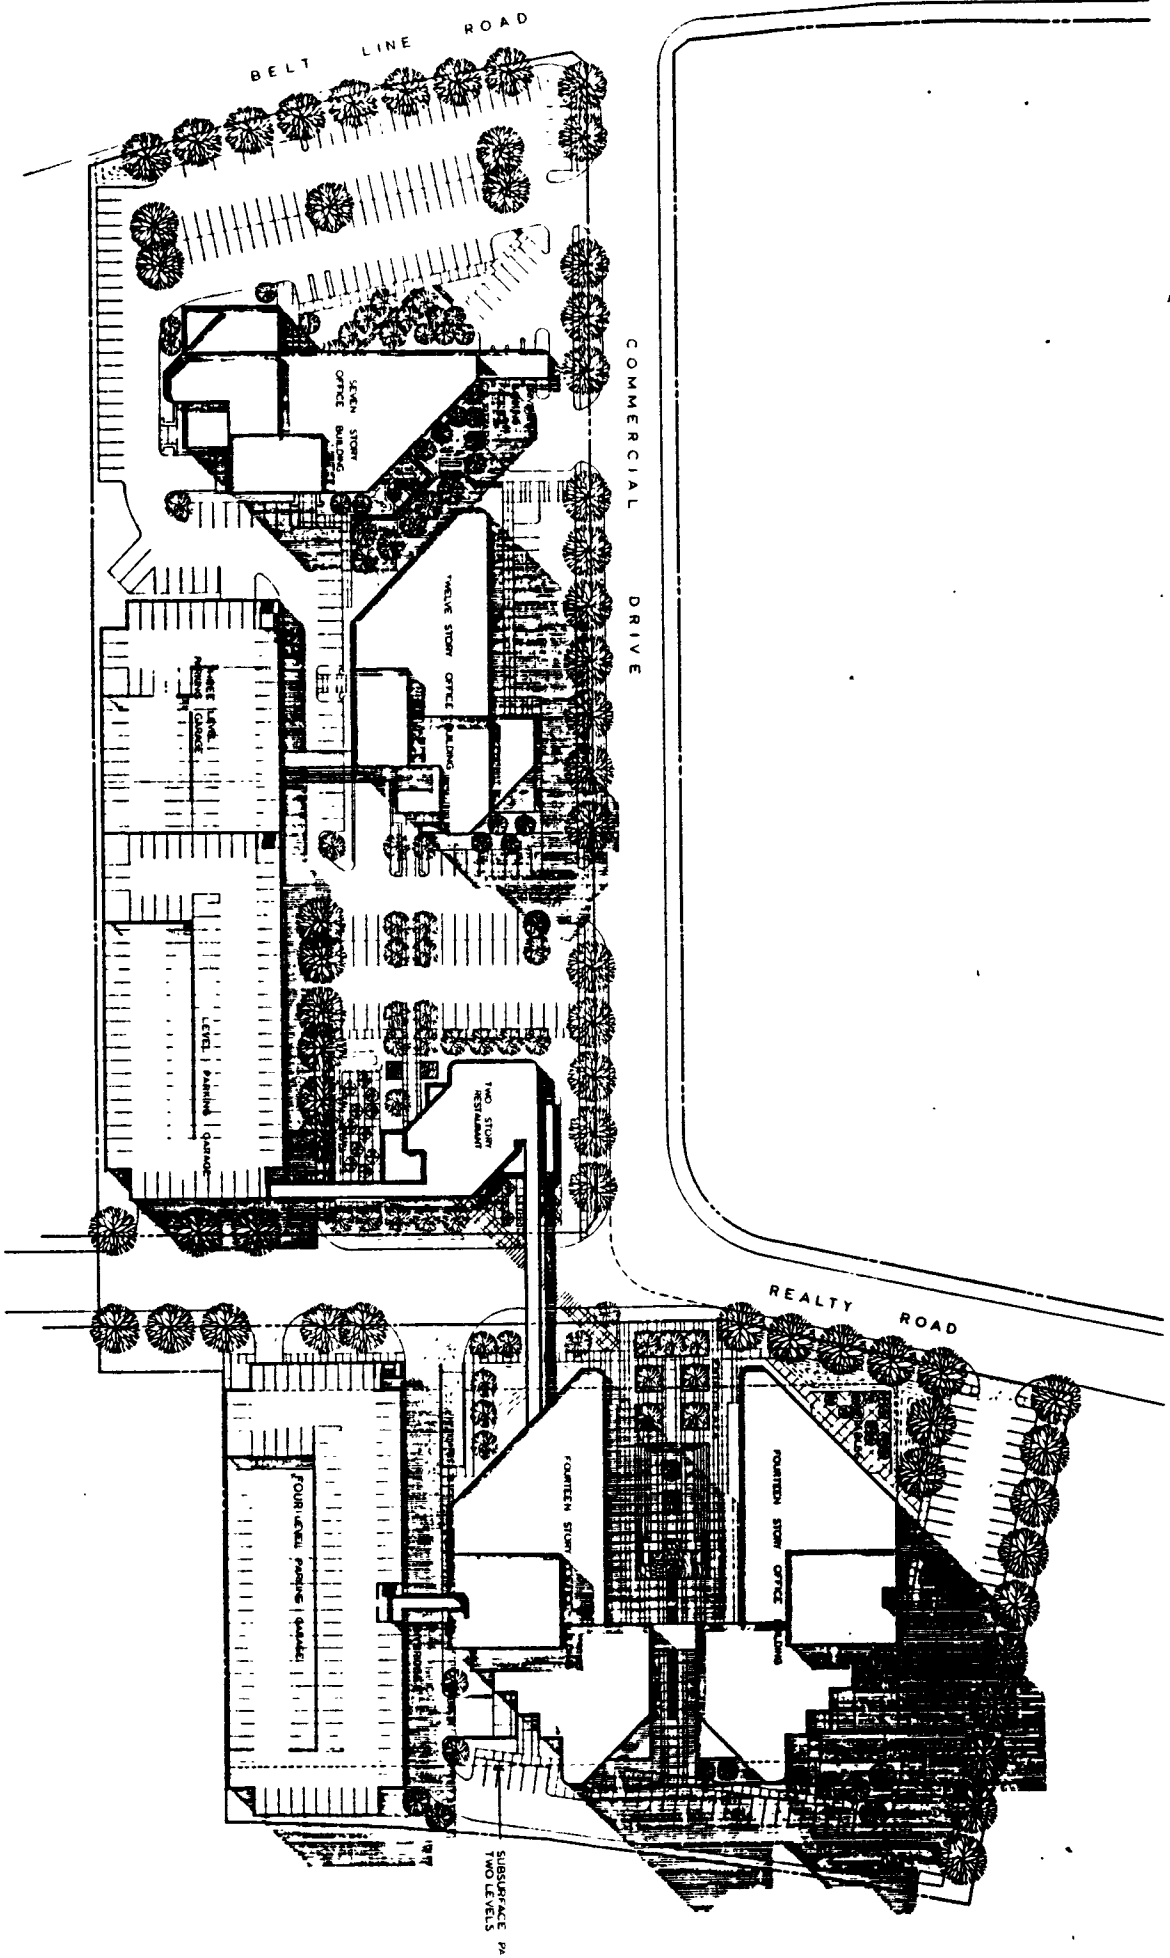 BELT LINE ROAD
COMMERCIAL DRIVE
SEVEN STORY
OFFICE BUILDING
TWELVE STORY OFFICE BUILDING
THREE LEVEL
PARKING GARAGE
LEVEL PARKING GARAGE
TWO STORY
RESTAURANT
REALTY ROAD
FOURTEEN STORY
FOURTEEN STORY OFFICE
FOUR LEVEL PARKING GARAGE
SUBSURFACE PA
TWO LEVELS